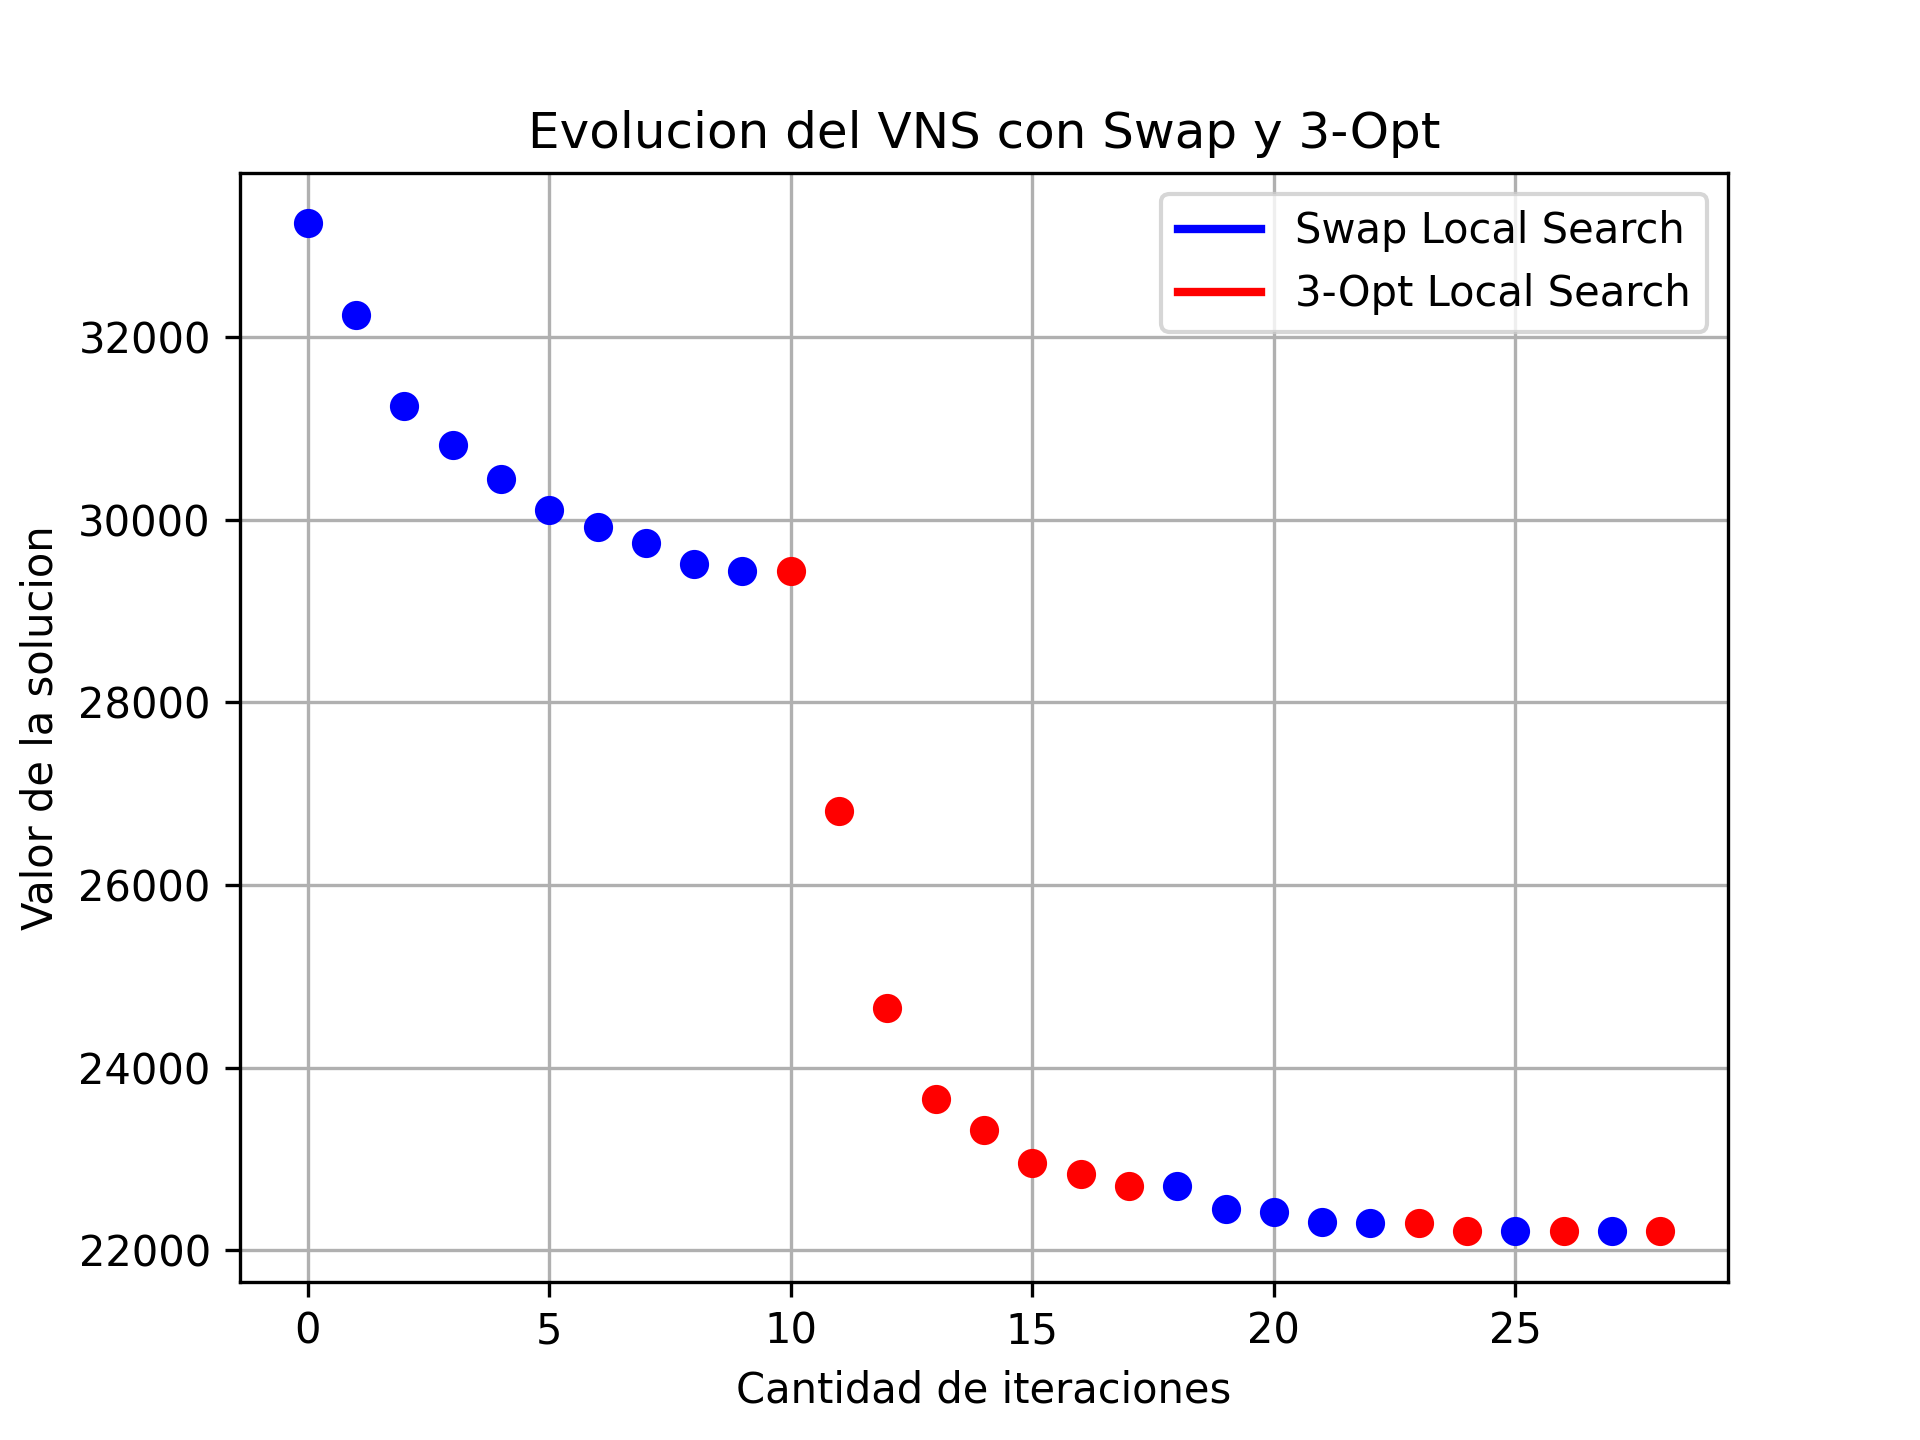 Evolucion del VNS con Swap y 3-Opt
Swap Local Search
3-Opt Local Search
Valor de la solucion
32000
30000
28000
26000
24000
22000
0 5 10 15 20 25
Cantidad de iteraciones